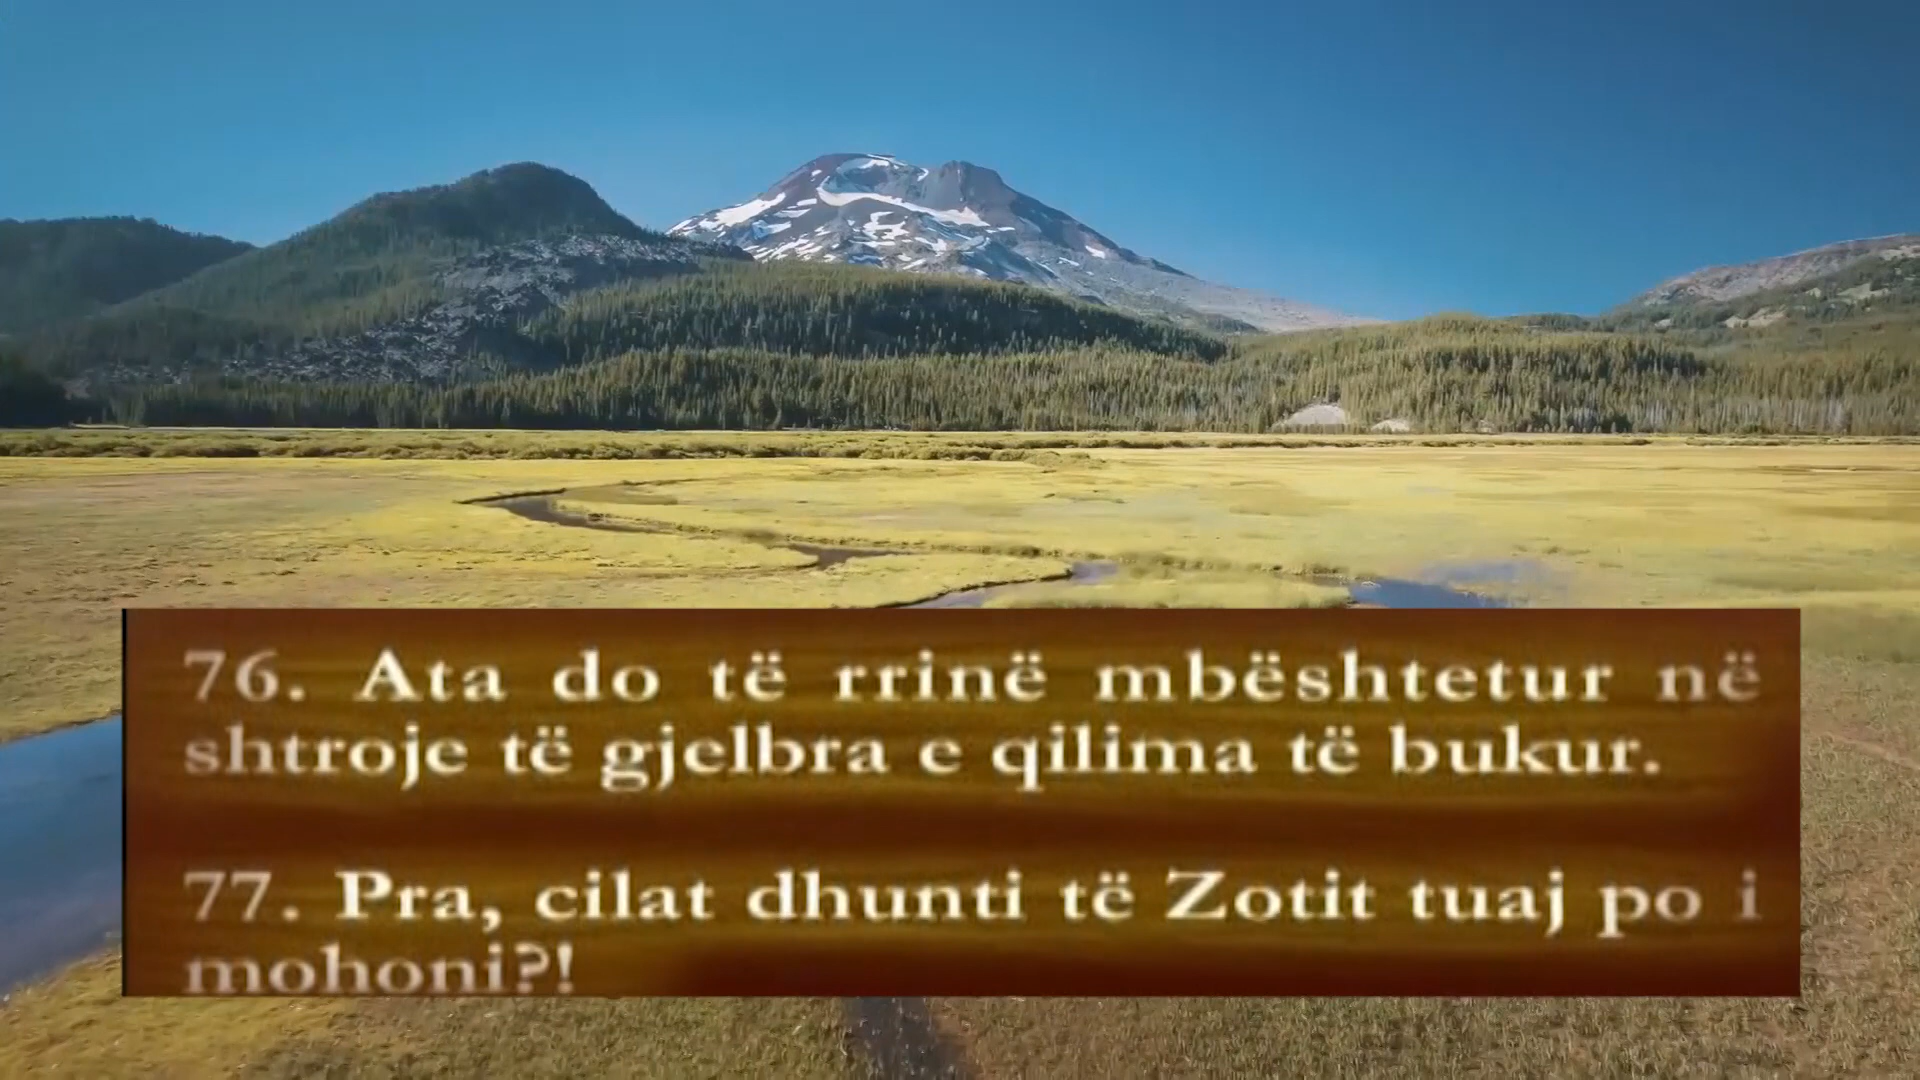 76. Ata do të rrinë mbështetur në
shtroje të gjelbra e qilima të bukur.
77. Pra, cilat dhunti të Zotit tuaj po i
mohoni?!